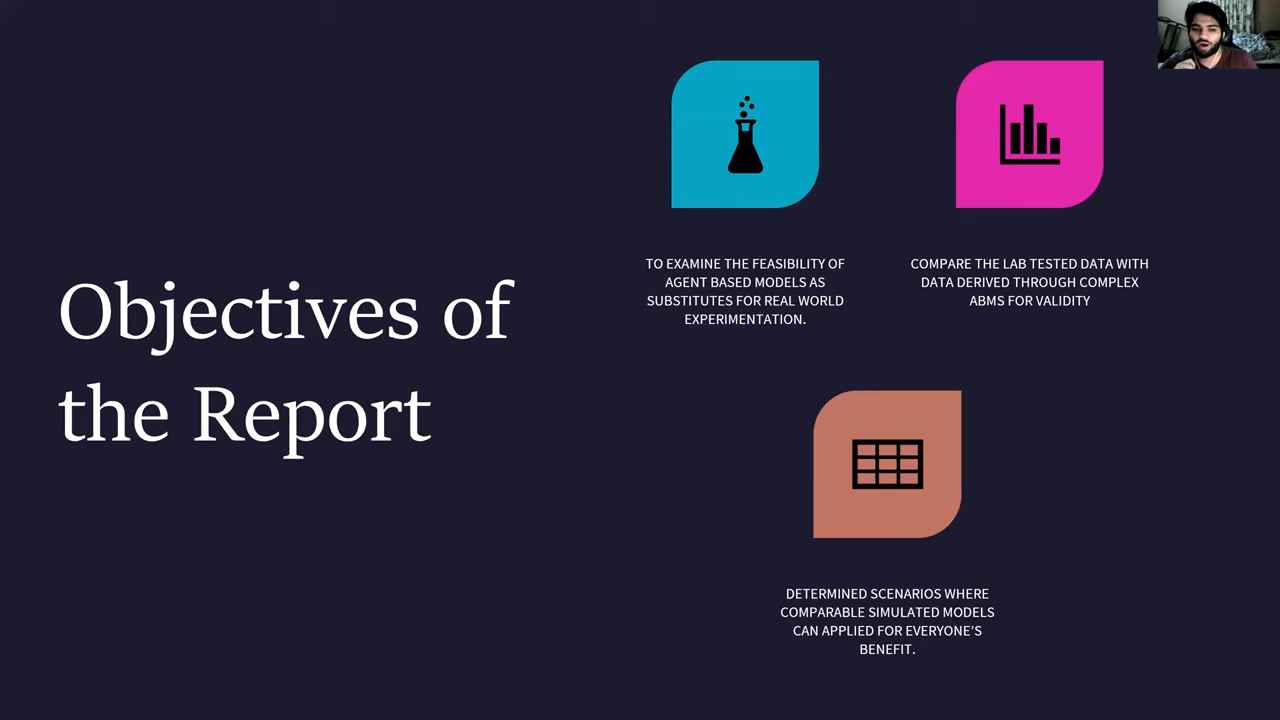 Objectives of
the Report
TO EXAMINE THE FEASIBILITY OF
AGENT BASED MODELS AS
SUBSTITUTES FOR REAL WORLD
EXPERIMENTATION.
COMPARE THE LAB TESTED DATA WITH
DATA DERIVED THROUGH COMPLEX
ABMS FOR VALIDITY
DETERMINED SCENARIOS WHERE
COMPARABLE SIMULATED MODELS
CAN APPLIED FOR EVERYONE'S
BENEFIT.